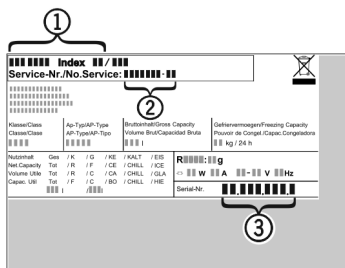 1
Index /
Service-Nr./No.Service: -
2
Klasse/Class
Classe/Clase
Ap-Typ/AP-Type
AP-Type/AP-Tipo
Bruttoinhalt/Gross Capacity
Volume Brut/Capacidad Bruta
l
Gefriervermoegen/Freezing Capacity
Pouvoir de Congel./Capac.Congeladora
kg / 24 h
Nutzinhalt Ges / K / G / KE / KALT / EIS
Net.Capacity Tot / R / F / CE / CHILL / ICE
Volume Utile Tot / R / C / CA / CHILL / GLA
Capac. Util Tot / F / C / BO / CHILL / HIE
l / l
R : g
W A - V Hz
Serial-Nr. . . .
3